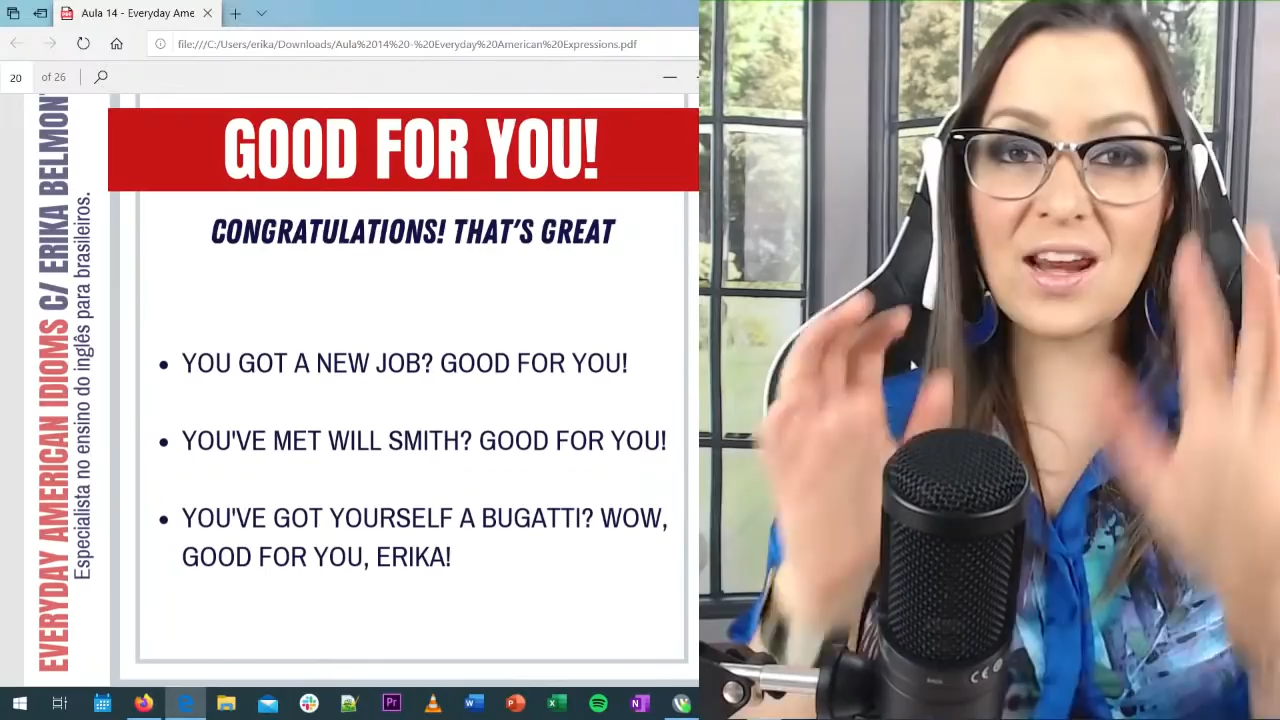 Aula 14 - Everyday Ame
file:///C:/Users/erika/Downloads/Aula%2014%20-%20Everyday%20American%20Expressions.pdf
20 of 26
EVERYDAY AMERICAN IDIOMS C/ ERIKA BELMON
Especialista no ensino do inglês para brasileiros.
GOOD FOR YOU!
CONGRATULATIONS! THAT'S GREAT
• YOU GOT A NEW JOB? GOOD FOR YOU!
• YOU'VE MET WILL SMITH? GOOD FOR YOU!
• YOU'VE GOT YOURSELF A BUGATTI? WOW,
GOOD FOR YOU, ERIKA!